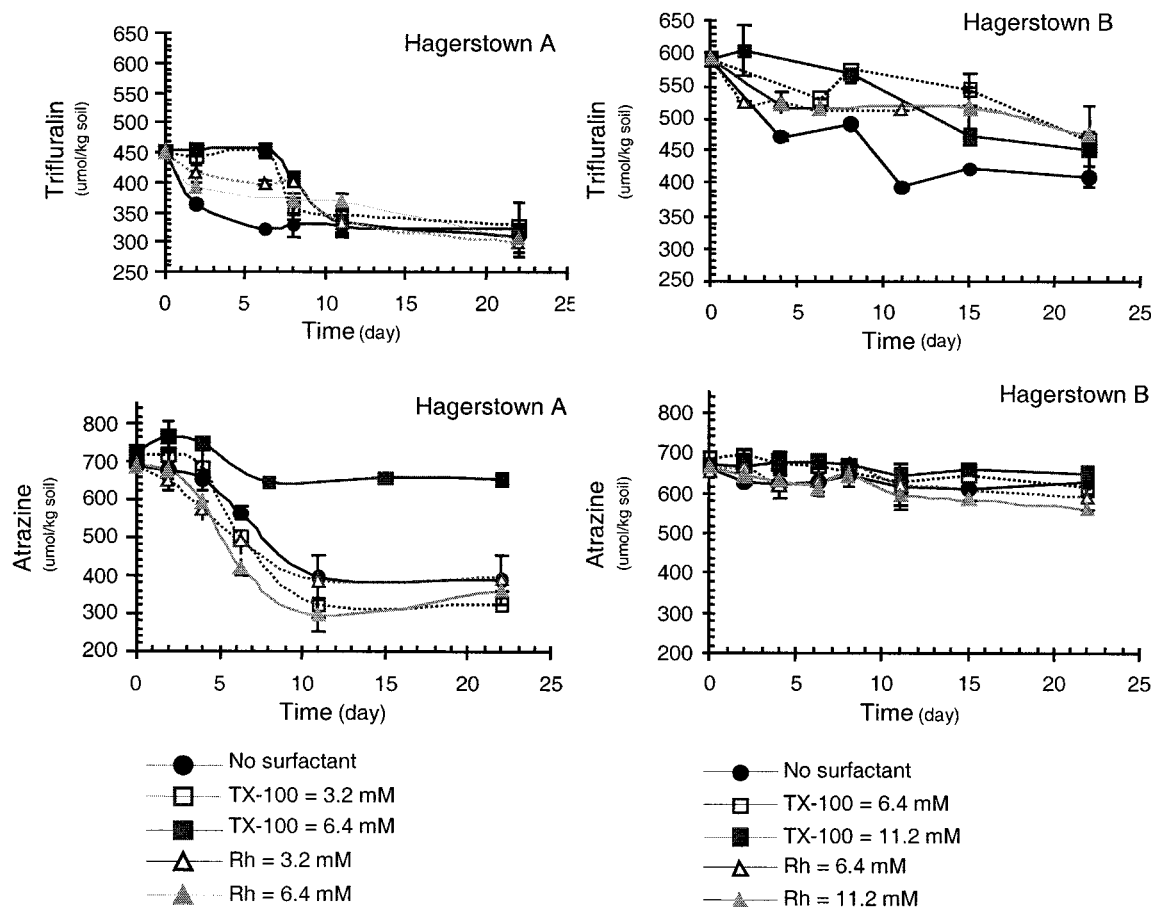 Hagerstown A
650
600
550
500
450
400
350
300
250
Trifluralin
(umol/kg soil)
0 5 10 15 20 25
Time (day)
Hagerstown B
650
600
550
500
450
400
350
300
250
Trifluralin
(umol/kg soil)
0 5 10 15 20 25
Time (day)
Hagerstown A
800
700
600
500
400
300
200
Atrazine
(umol/kg soil)
0 5 10 15 20 25
Time (day)
Hagerstown B
800
700
600
500
400
300
200
Atrazine
(umol/kg soil)
0 5 10 15 20 25
Time (day)
No surfactant
TX-100 = 3.2 mM
TX-100 = 6.4 mM
Rh = 3.2 mM
Rh = 6.4 mM
No surfactant
TX-100 = 6.4 mM
TX-100 = 11.2 mM
Rh = 6.4 mM
Rh = 11.2 mM